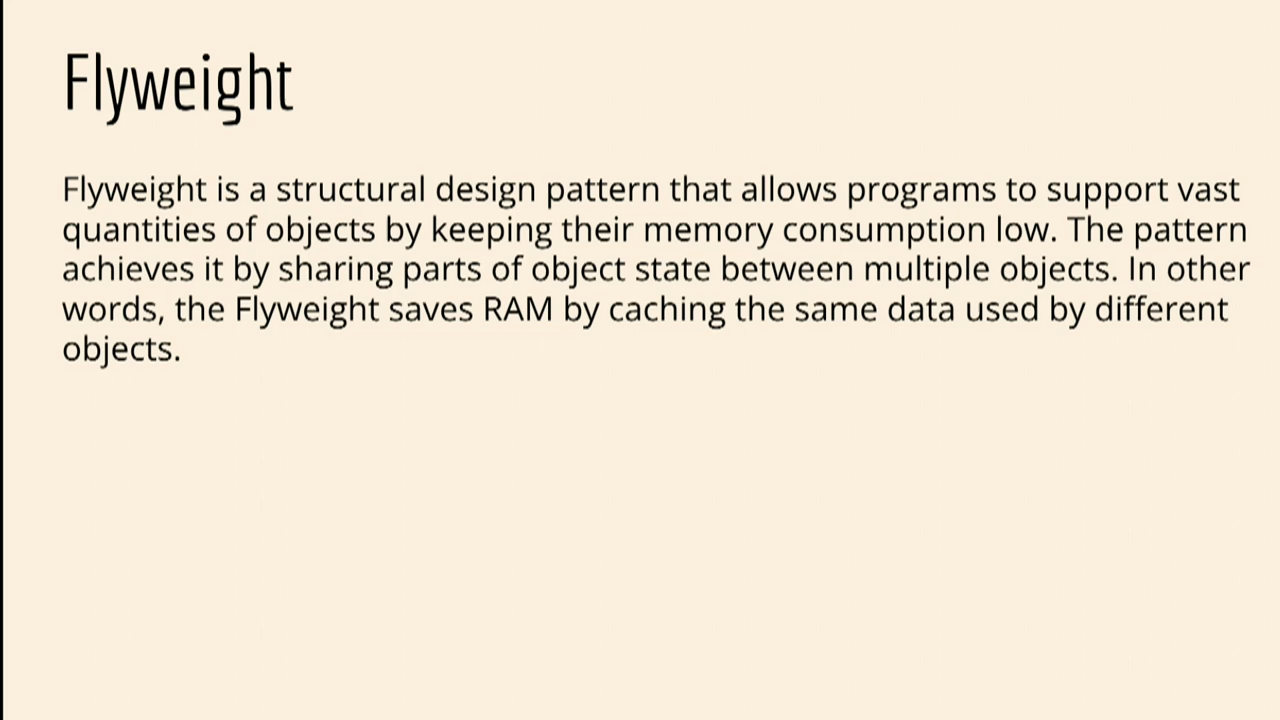 Flyweight
Flyweight is a structural design pattern that allows programs to support vast
quantities of objects by keeping their memory consumption low. The pattern
achieves it by sharing parts of object state between multiple objects. In other
words, the Flyweight saves RAM by caching the same data used by different
objects.